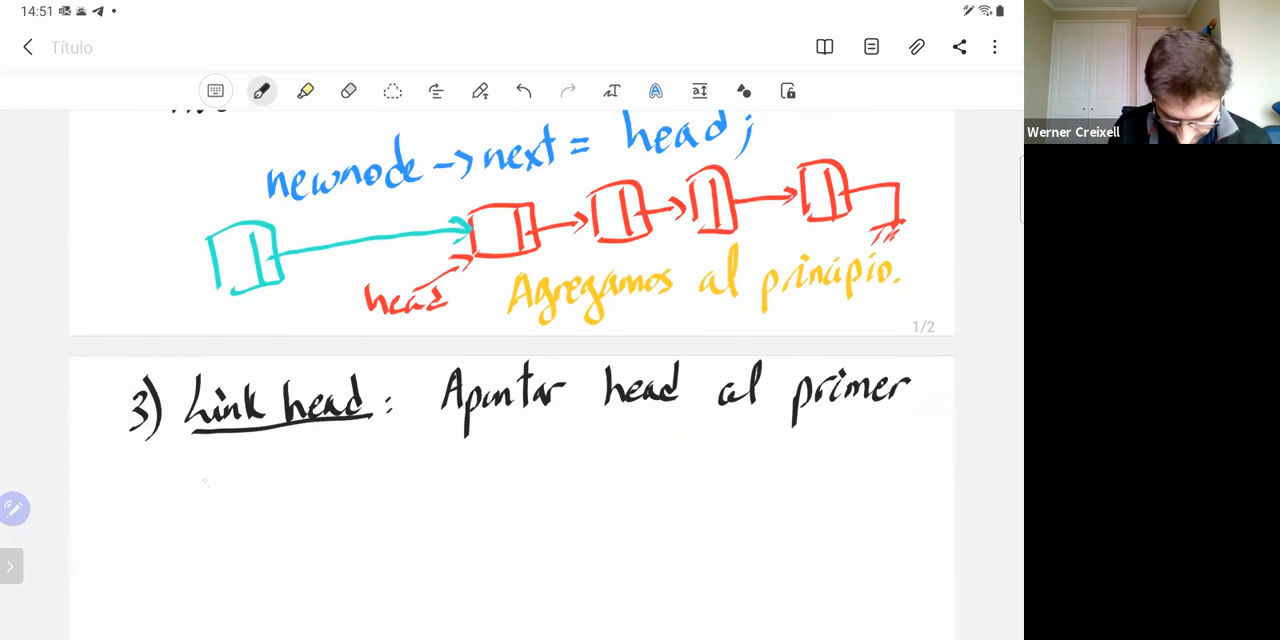 14:51
Título
newnode->next = head;
head
Agregamos al principio.
1/2
3) Link head: Apuntar head al primer
Werner Creixell